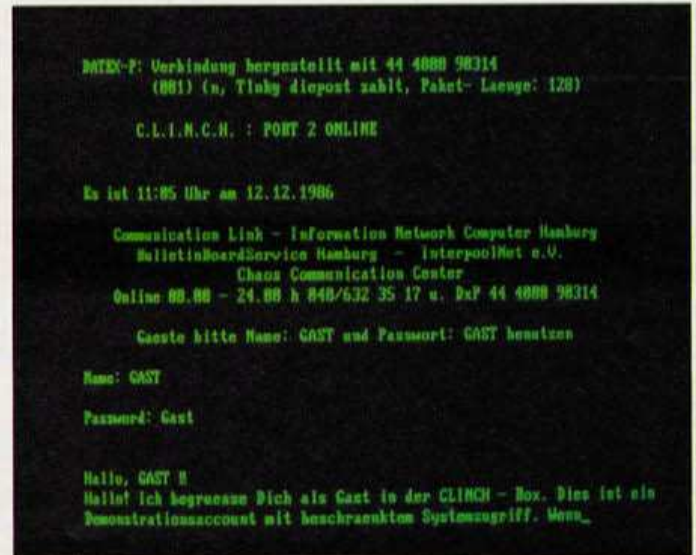 DATEX-P: Verbindung hergestellt mit 44 4000 90314
(001) (n, Tlnkg diepost zahlt, Paket- Laenge: 128)
C.L.I.N.C.H. : PORT 2 ONLINE
Es ist 11:05 Uhr am 12.12.1986
Communication Link - Information Network Computer Hamburg
BulletinBoardService Hamburg - InterpoolNet e.V.
Chaos Communication Center
Online 00.00 - 24.00 h 040/632 35 17 u. DxP 44 4000 90314
Gaeste bitte Name: GAST und Passwort: GAST benutzen
Name: GAST
Password: Gast
Hallo, GAST !!
Hallo! Ich begruesse Dich als Gast in der CLINCH - Box. Dies ist ein
Demonstrationsaccount mit beschraenktem Systemzugriff. Wenn_